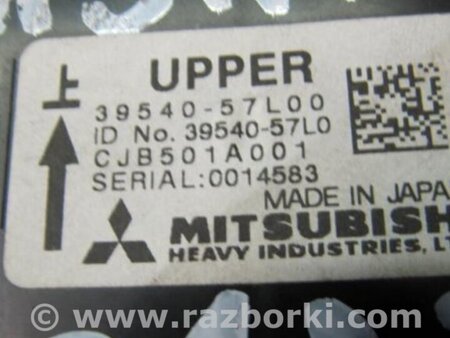 上 UPPER
39540-57L00
ID No. 39540-57L0
CJB501A001
SERIAL:0014583
MADE IN JAPA
MITSUBISH
HEAVY INDUSTRIES, LT
© www.razborki.com